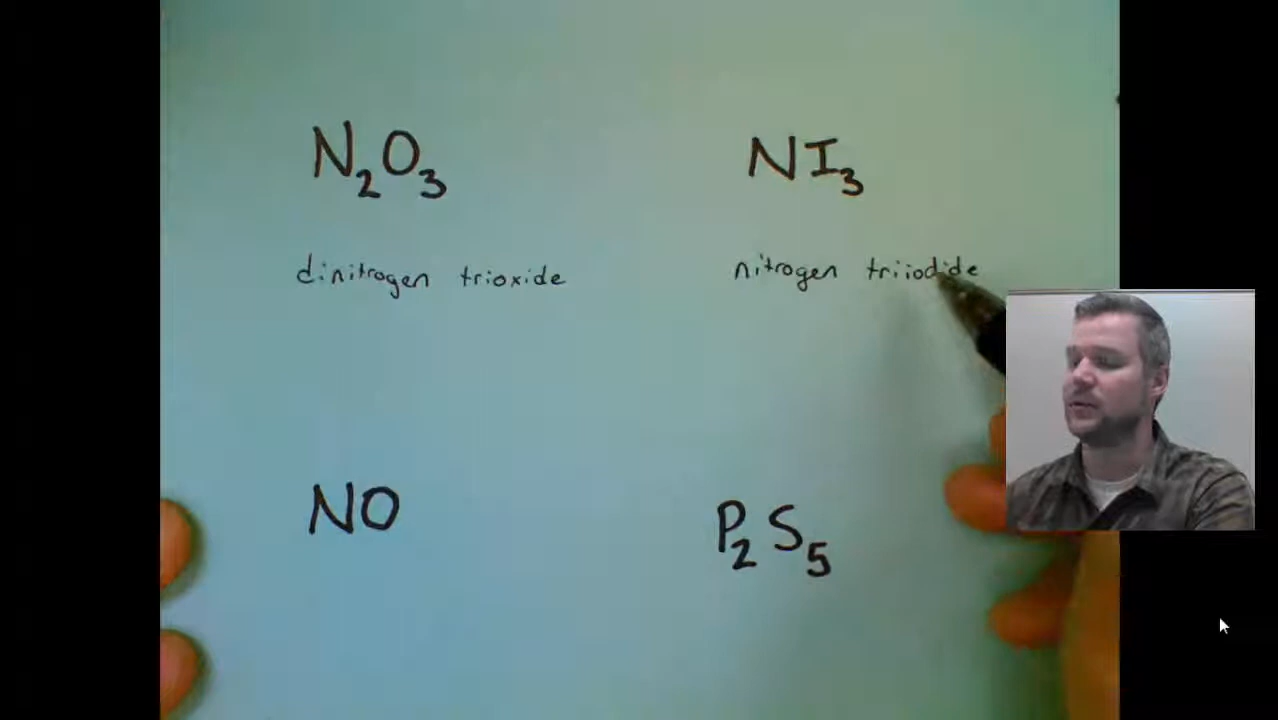 N₂O₃
NI₃
dinitrogen trioxide
nitrogen triiodide
NO
P₂S₅